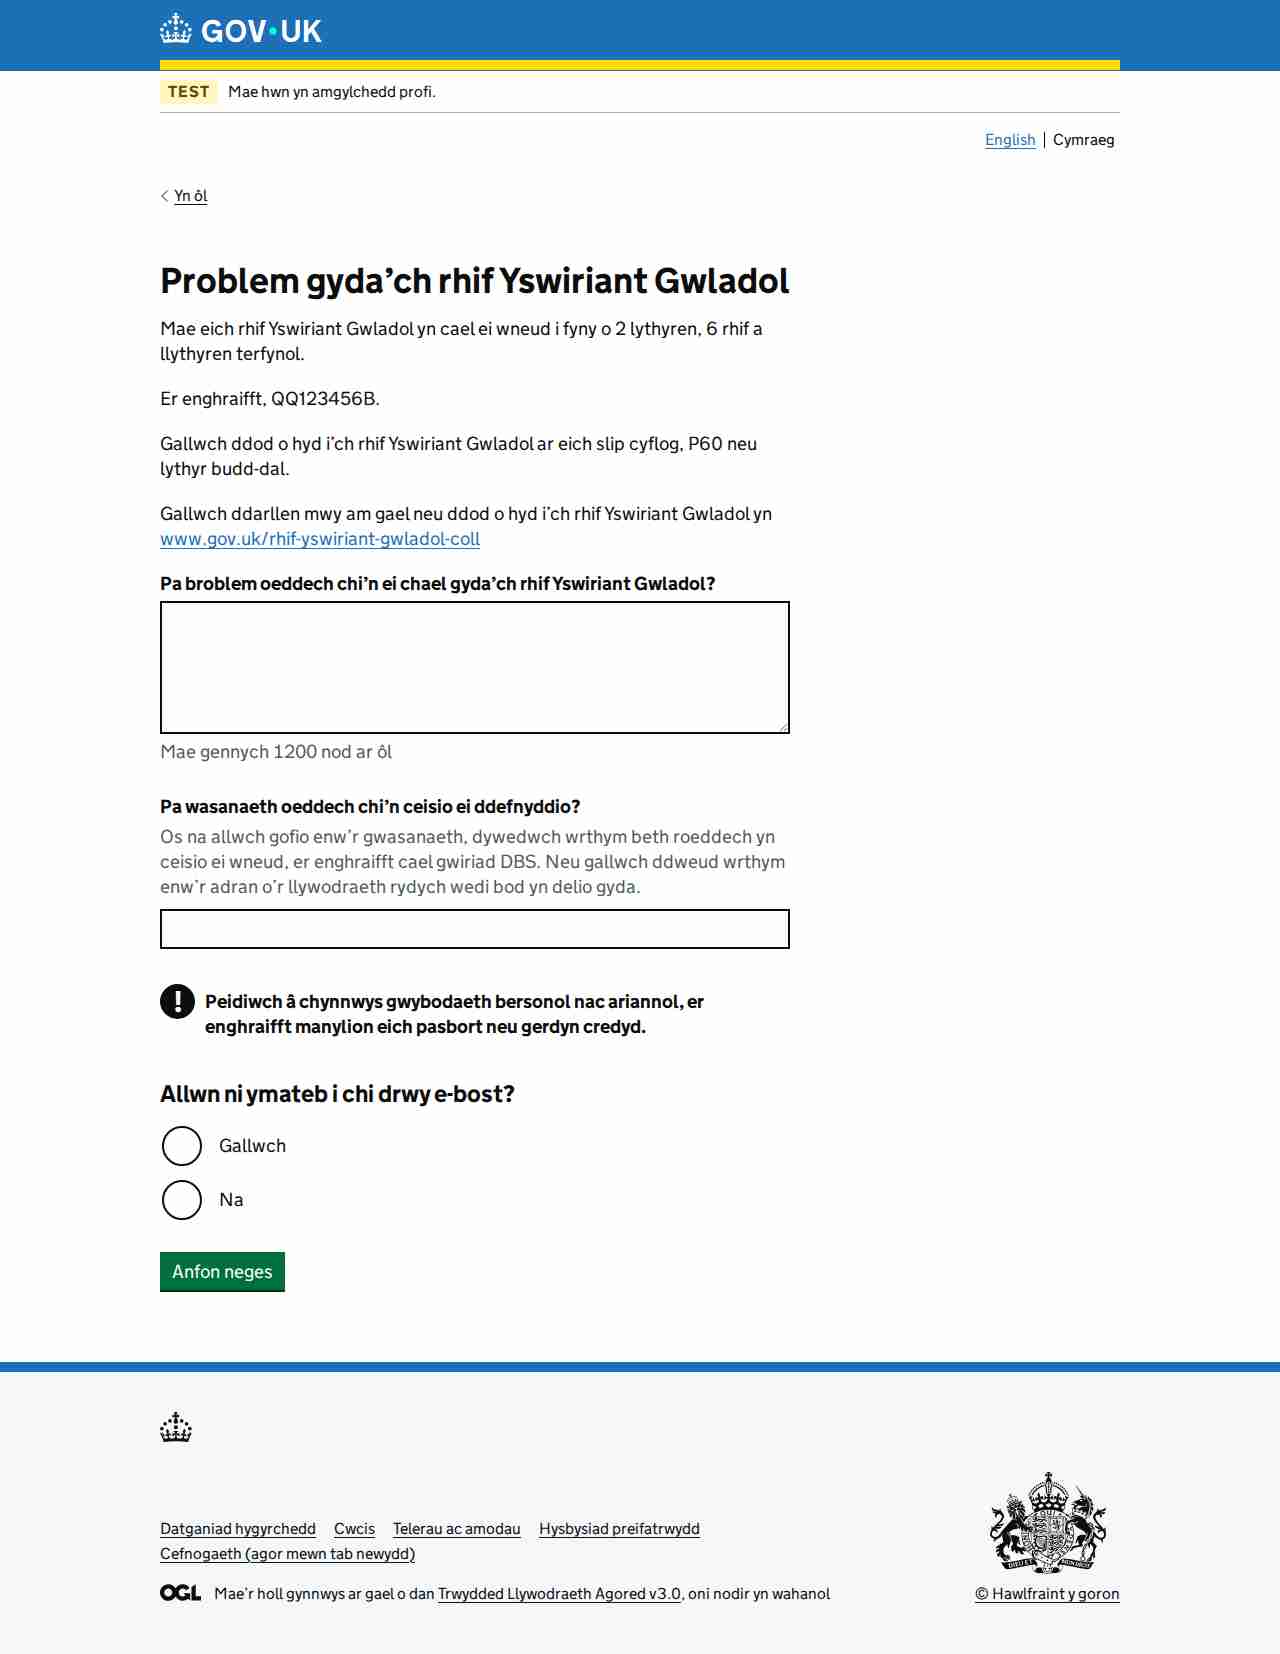 GOV·UK
TEST Mae hwn yn amgylchedd profi.
English | Cymraeg
Yn ôl
Problem gyda’ch rhif Yswiriant Gwladol
Mae eich rhif Yswiriant Gwladol yn cael ei wneud i fyny o 2 lythyren, 6 rhif a
llythyren terfynol.
Er enghraifft, QQ123456B.
Gallwch ddod o hyd i’ch rhif Yswiriant Gwladol ar eich slip cyflog, P60 neu
lythyr budd-dal.
Gallwch ddarllen mwy am gael neu ddod o hyd i’ch rhif Yswiriant Gwladol yn
www.gov.uk/rhif-yswiriant-gwladol-coll
Pa broblem oeddech chi’n ei chael gyda’ch rhif Yswiriant Gwladol?
Mae gennych 1200 nod ar ôl
Pa wasanaeth oeddech chi’n ceisio ei ddefnyddio?
Os na allwch gofio enw’r gwasanaeth, dywedwch wrthym beth roeddech yn
ceisio ei wneud, er enghraifft cael gwiriad DBS. Neu gallwch ddweud wrthym
enw’r adran o’r llywodraeth rydych wedi bod yn delio gyda.
! Peidiwch â chynnwys gwybodaeth bersonol nac ariannol, er
enghraifft manylion eich pasbort neu gerdyn credyd.
Allwn ni ymateb i chi drwy e-bost?
Gallwch
Na
Anfon neges
Datganiad hygyrchedd Cwcis Telerau ac amodau Hysbysiad preifatrwydd
Cefnogaeth (agor mewn tab newydd)
OGL Mae’r holl gynnwys ar gael o dan Trwydded Llywodraeth Agored v3.0, oni nodir yn wahanol
© Hawlfraint y goron